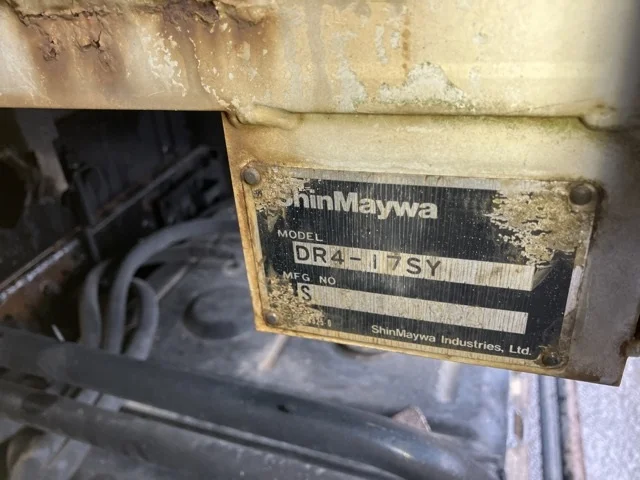 ShinMaywa
MODEL
DR4-17SY
MFG NO
S
ShinMaywa Industries, Ltd.